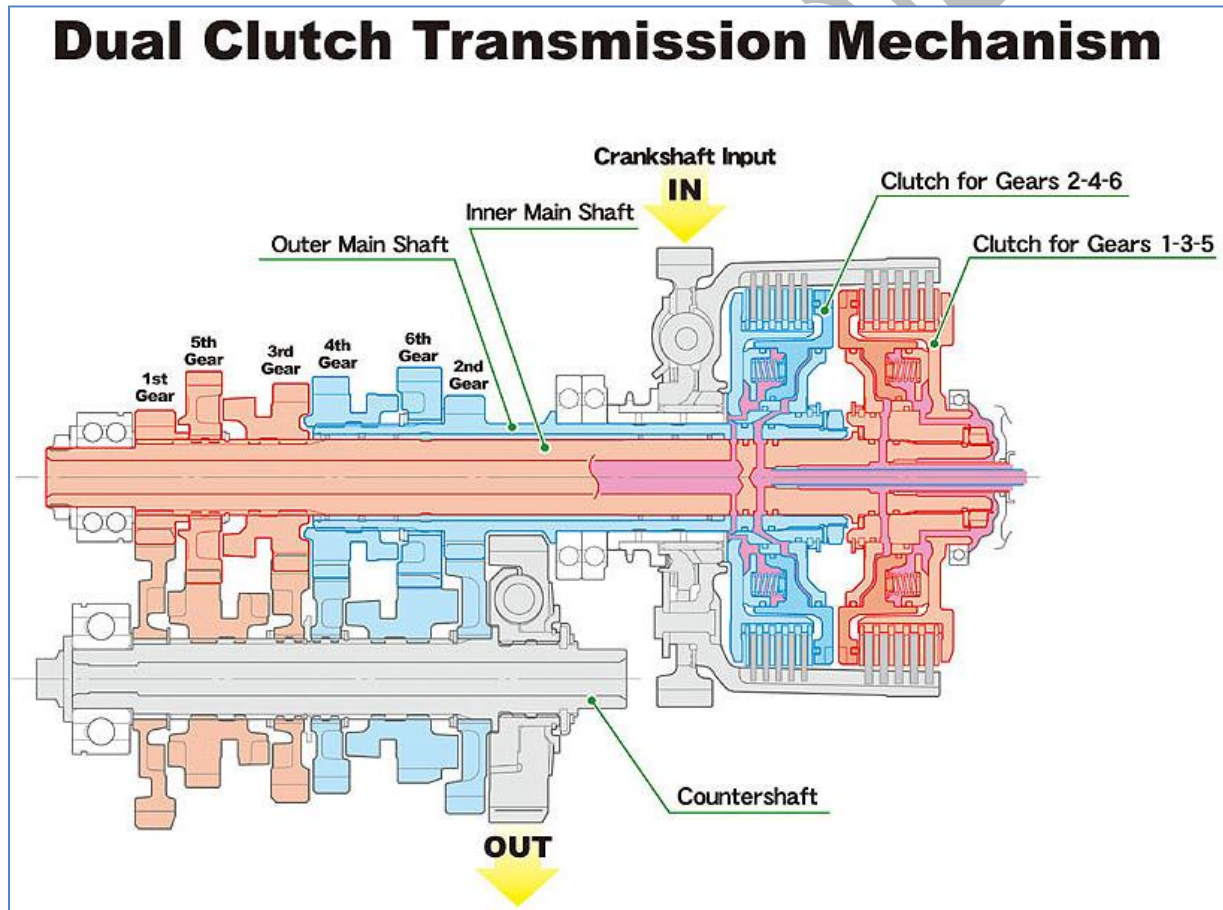 Dual Clutch Transmission Mechanism
Crankshaft Input
IN
Clutch for Gears 2-4-6
Inner Main Shaft
Outer Main Shaft
Clutch for Gears 1-3-5
5th
Gear
3rd
Gear
4th
Gear
6th
Gear
2nd
Gear
1st
Gear
Countershaft
OUT